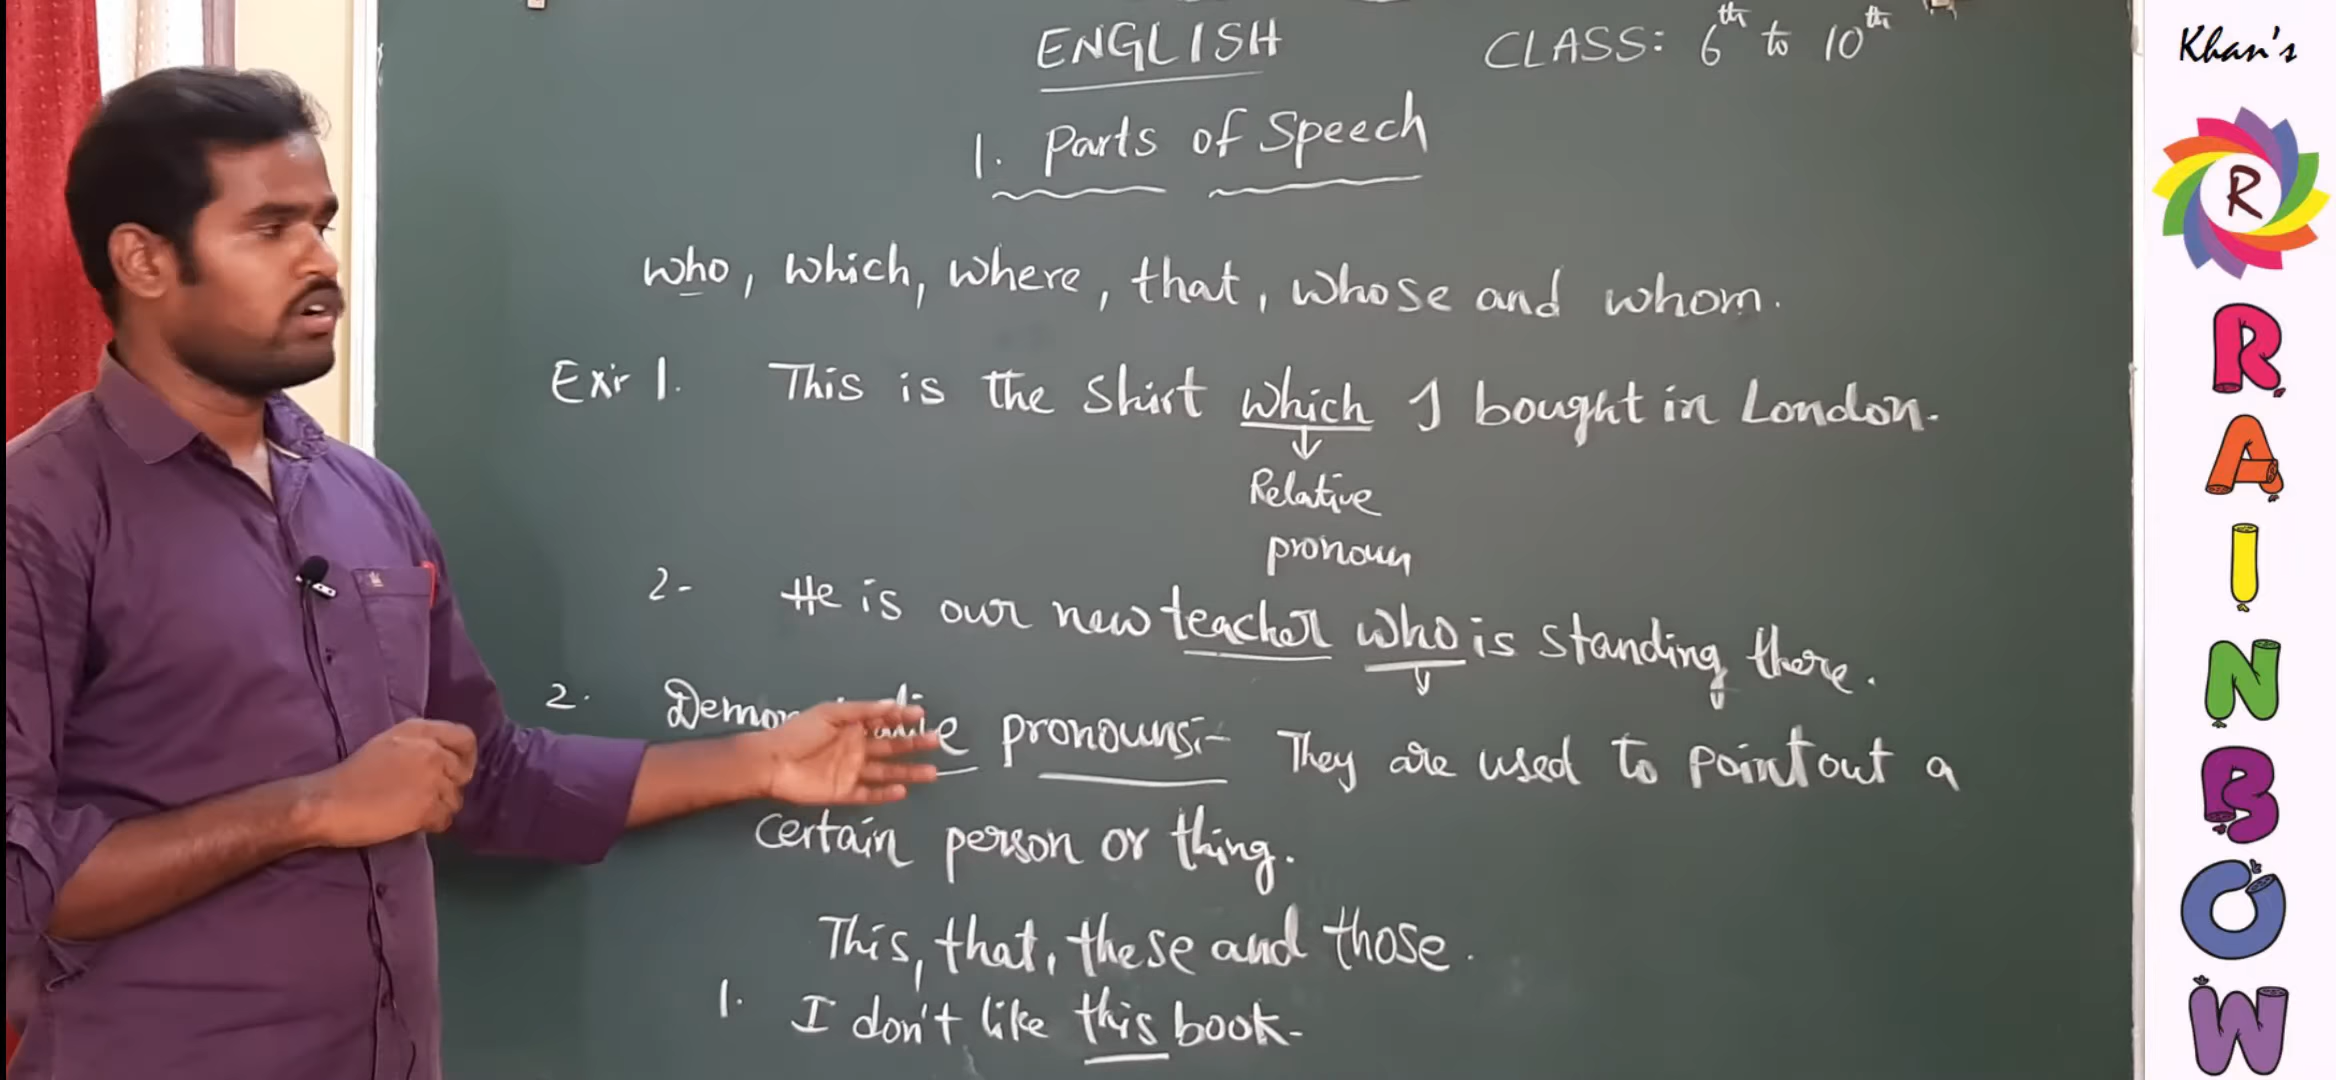 ENGLISH
CLASS: 6th to 10th
1. Parts of Speech
who, which, where, that, whose and whom.
Ex:- 1. This is the shirt which I bought in London.
Relative
pronoun
2- He is our new teacher who is standing there.
2. pronouns:- They are used to point out a
certain person or thing.
This, that, these and those.
1. I don't like this book-
Khan's
R
RAINBOW